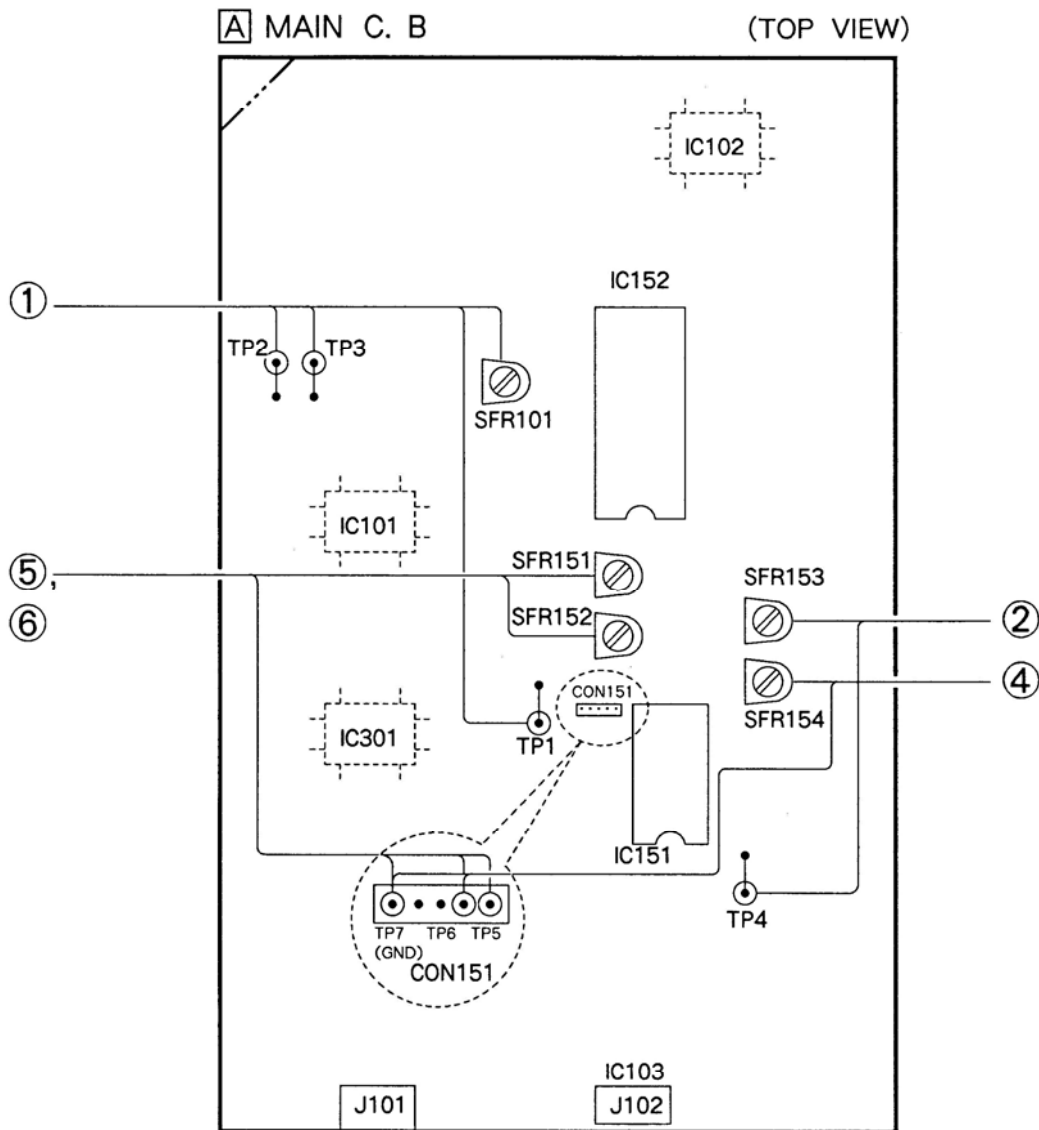 A MAIN C. B (TOP VIEW)
IC102
IC152
①
TP2 TP3
SFR101
IC101
SFR151
⑤,
SFR153
SFR152
⑥
②
④
CON151
SFR154
IC301
TP1
IC151
TP4
TP7 TP6 TP5
(GND)
CON151
IC103
J101
J102